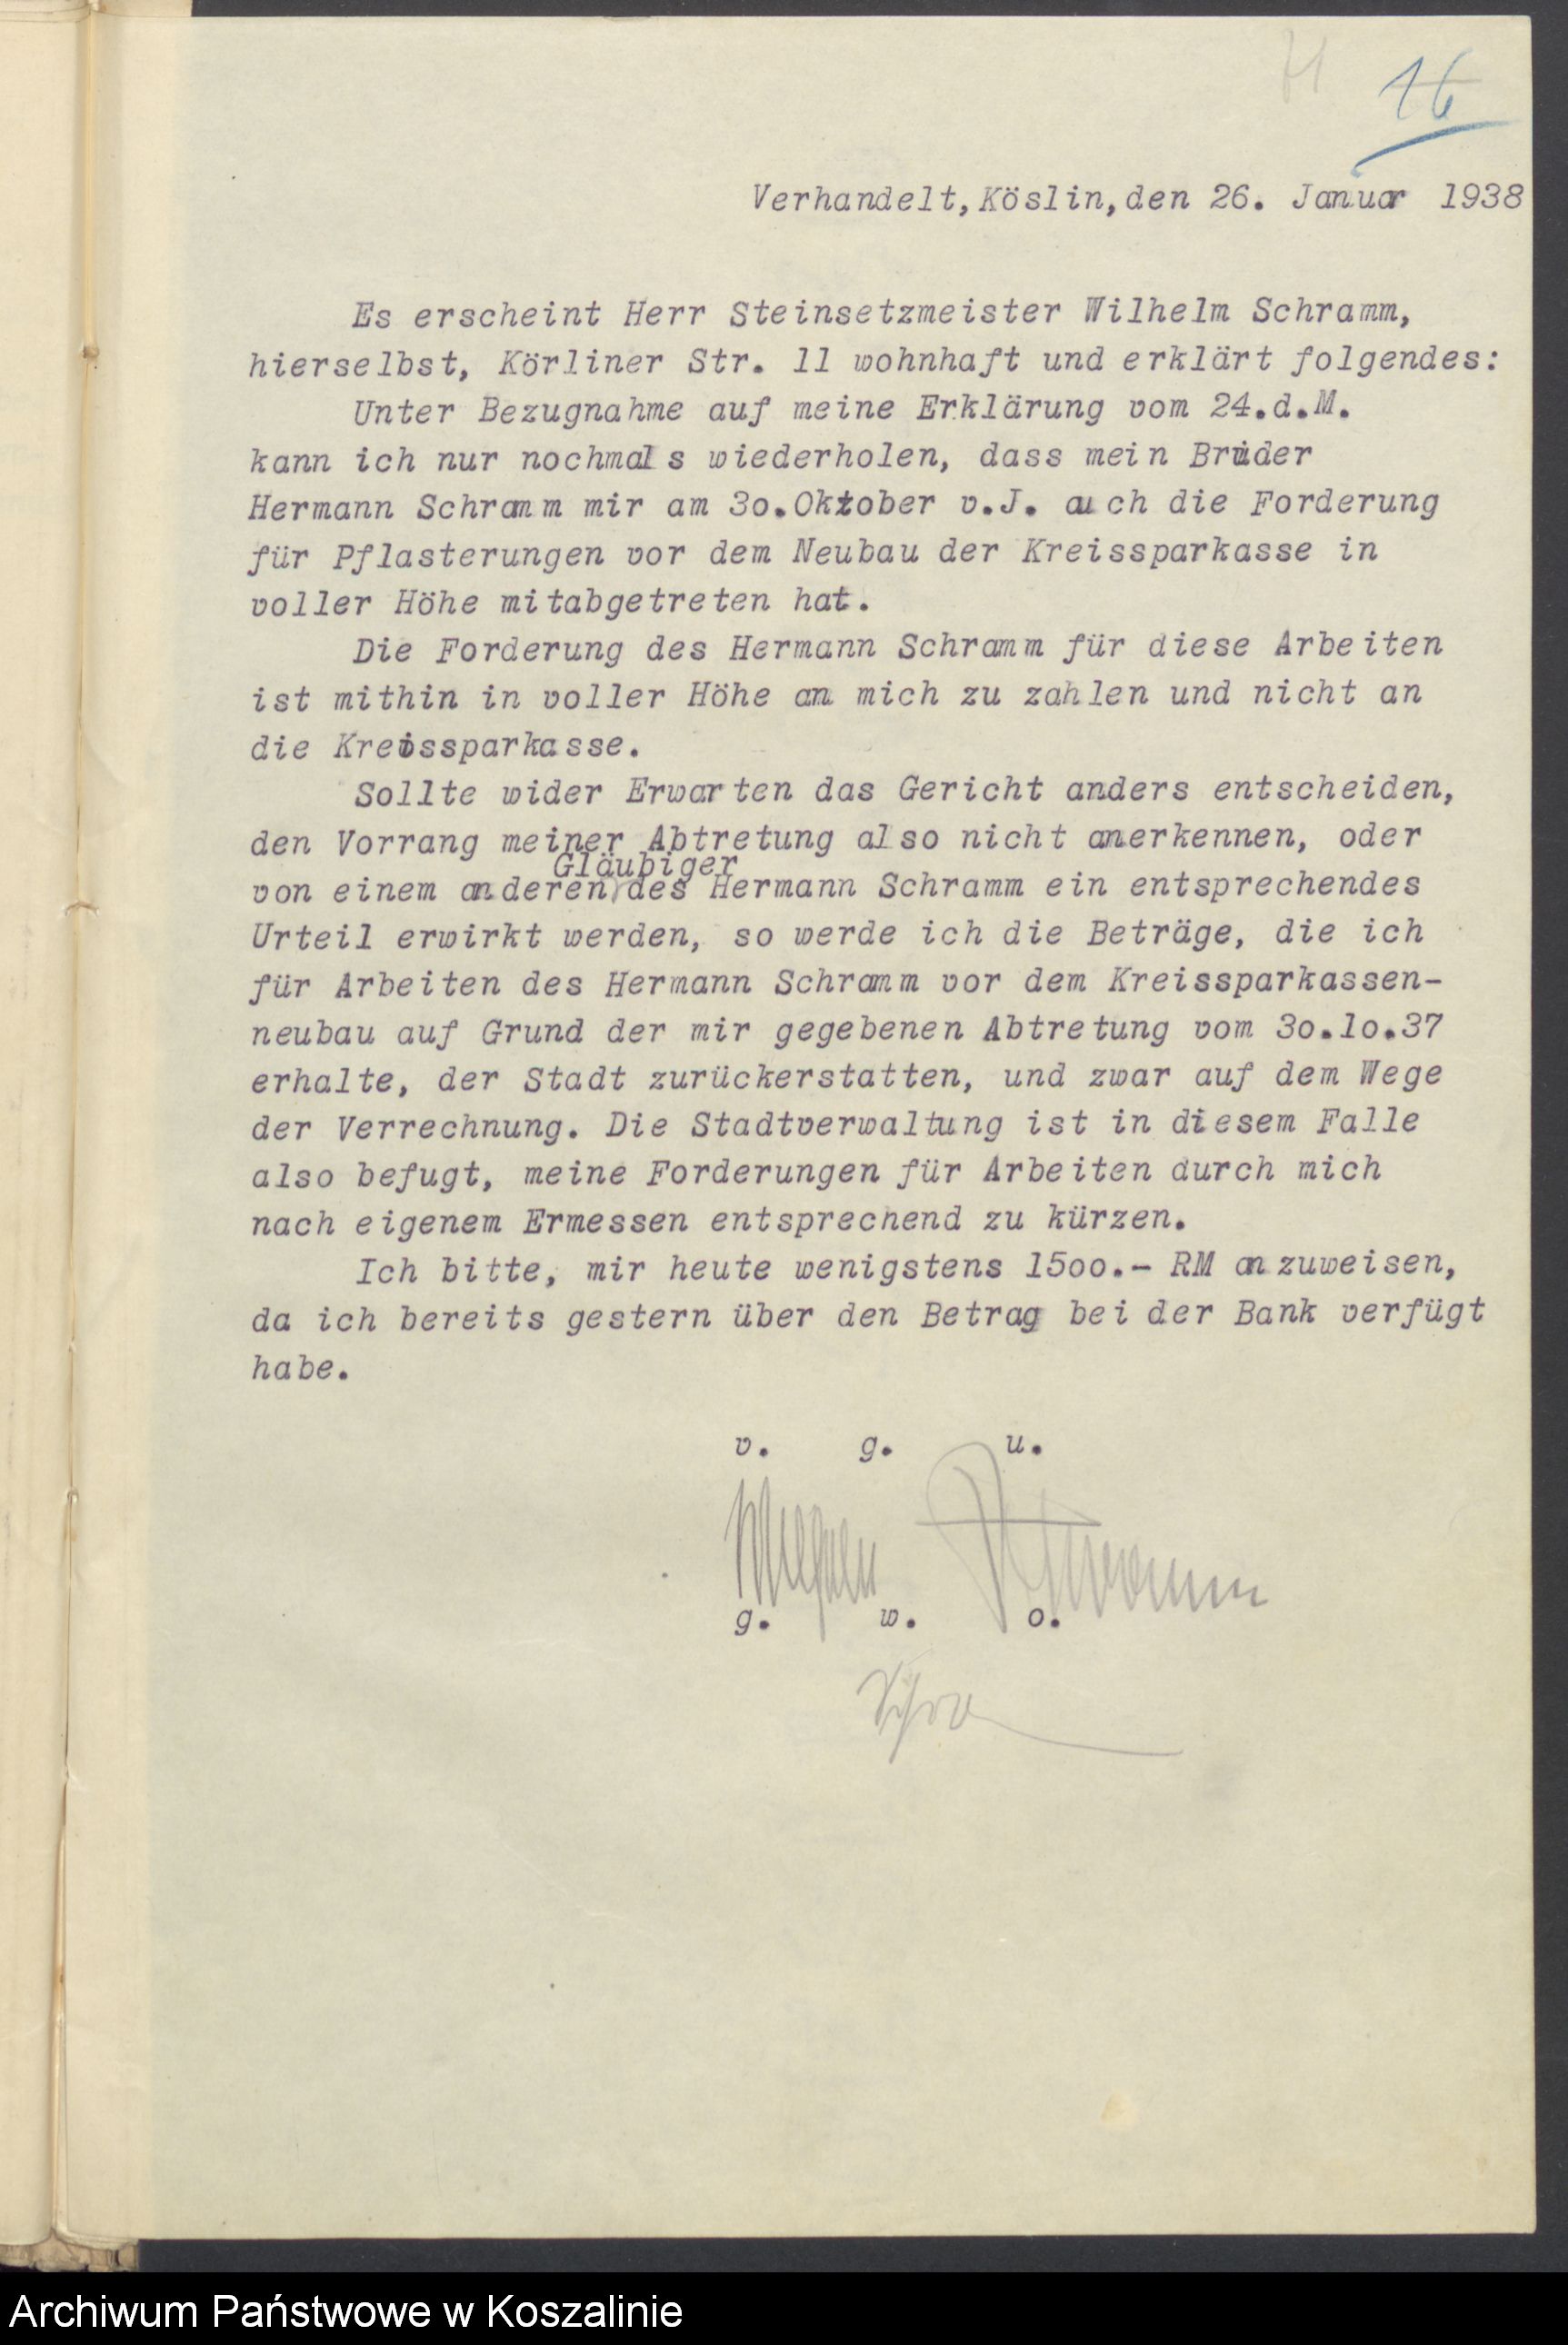 16
Verhandelt, Köslin, den 26. Januar 1938
Es erscheint Herr Steinsetzmeister Wilhelm Schramm,
hierselbst, Körliner Str. 11 wohnhaft und erklärt folgendes:
Unter Bezugnahme auf meine Erklärung vom 24.d.M.
kann ich nur nochmals wiederholen, dass mein Bruder
Hermann Schramm mir am 3o.Oktober v.J. auch die Forderung
für Pflasterungen vor dem Neubau der Kreissparkasse in
voller Höhe mitabgetreten hat.
Die Forderung des Hermann Schramm für diese Arbeiten
ist mithin in voller Höhe an mich zu zahlen und nicht an
die Kreissparkasse.
Sollte wider Erwarten das Gericht anders entscheiden,
den Vorrang meiner Abtretung also nicht anerkennen, oder
Gläubiger
von einem anderen des Hermann Schramm ein entsprechendes
Urteil erwirkt werden, so werde ich die Beträge, die ich
für Arbeiten des Hermann Schramm vor dem Kreissparkassen-
neubau auf Grund der mir gegebenen Abtretung vom 3o.lo.37
erhalte, der Stadt zurückerstatten, und zwar auf dem Wege
der Verrechnung. Die Stadtverwaltung ist in diesem Falle
also befugt, meine Forderungen für Arbeiten durch mich
nach eigenem Ermessen entsprechend zu kürzen.
Ich bitte, mir heute wenigstens 15oo.- RM anzuweisen,
da ich bereits gestern über den Betrag bei der Bank verfügt
habe.
v. g. u.
Wilhelm Schramm
g. w. o.
Archiwum Państwowe w Koszalinie